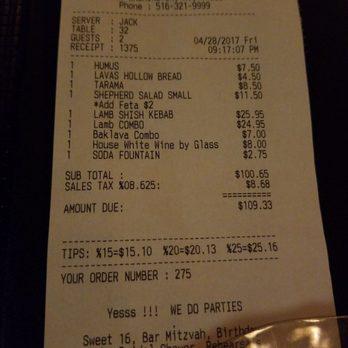 Phone : 516-321-9999
SERVER : JACK
TABLE : 32
GUESTS : 2 04/28/2017 Fri
RECEIPT : 1375 09:17:07 PM
1 HUMUS $7.50
1 LAVAS HOLLOW BREAD $4.50
1 TARAMA $8.50
1 SHEPHERD SALAD SMALL $11.50
*Add Feta $2
1 LAMB SHISH KEBAB $25.95
1 Lamb COMBO $24.95
1 Baklava Combo $7.00
1 House White Wine by Glass $8.00
1 SODA FOUNTAIN $2.75
SUB TOTAL : $100.65
SALES TAX %08.625: $8.68
AMOUNT DUE: $109.33
TIPS: %15=$15.10 %20=$20.13 %25=$25.16
YOUR ORDER NUMBER : 275
Yesss !!! WE DO PARTIES
Sweet 16, Bar Mitzvah, Birthday
Shower,